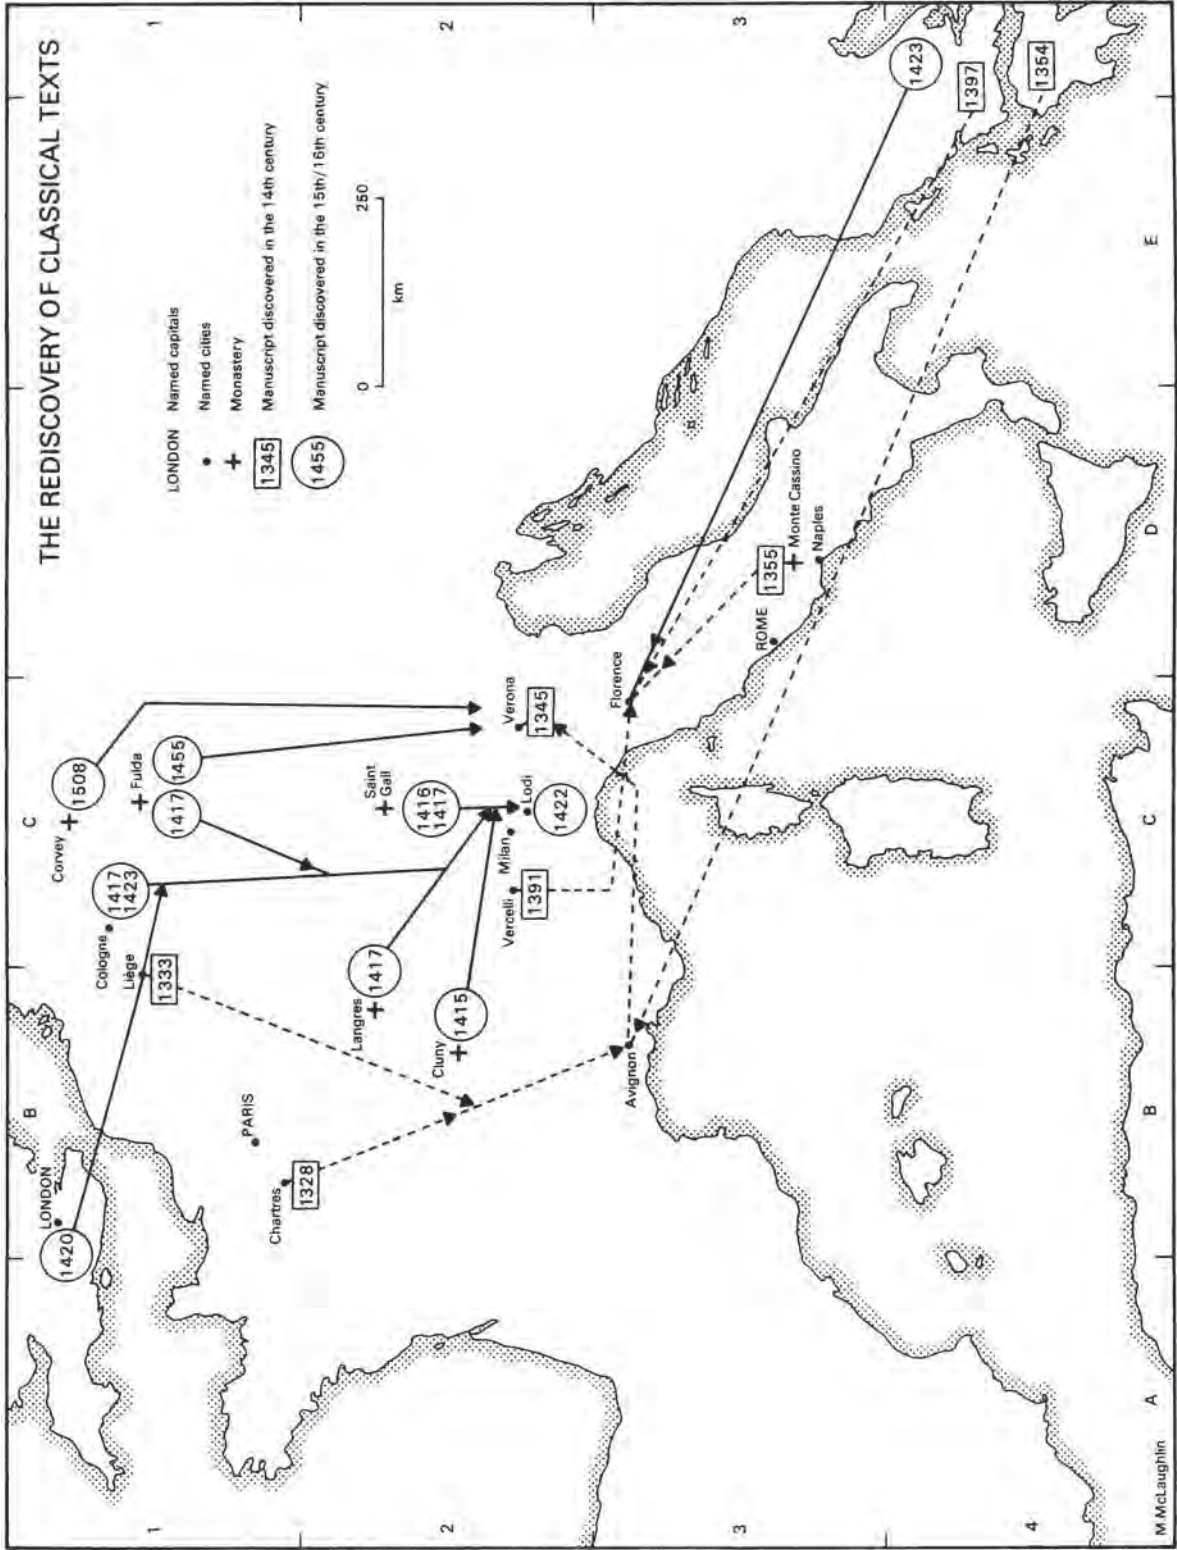 THE REDISCOVERY OF CLASSICAL TEXTS
LONDON Named capitals
Named cities
Monastery
1345 Manuscript discovered in the 14th century
1455 Manuscript discovered in the 15th/16th century
0 250
km
A
B
C
1
2
3
4
LONDON
1420
PARIS
Chartres
1328
Cologne
1417
1423
Liège
1333
Corvey
1508
Fulda
1417
1455
Langres
1417
Cluny
1415
Saint
Gall
1416
1417
Milan
Lodi
1422
Vercelli
1391
Verona
1345
Avignon
Florence
ROME
1355
Monte Cassino
Naples
1423
1397
1354
1
2
3
A
B
C
D
E
M McLaughlin